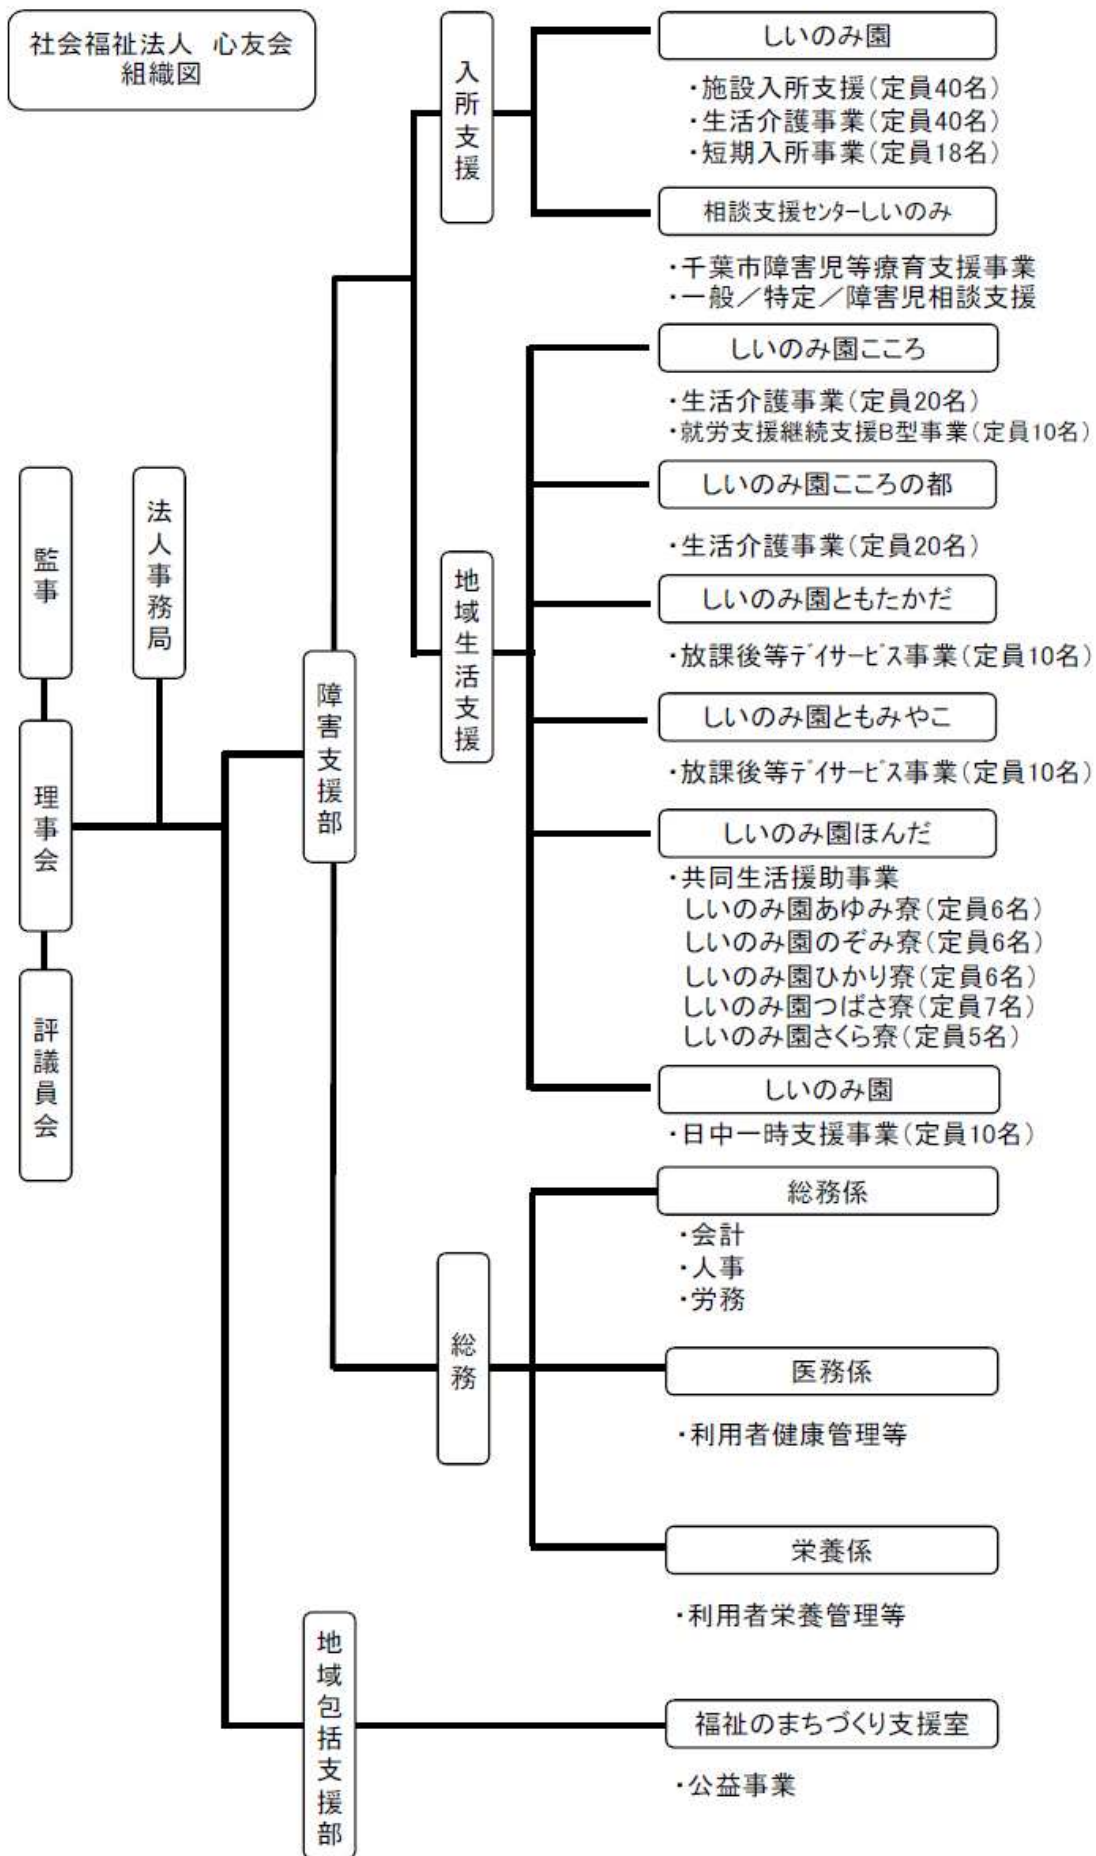 社会福祉法人　心友会
組織図
監事
理事会
評議員会
法人事務局
障害支援部
入所支援
しいのみ園
・施設入所支援(定員40名)
・生活介護事業(定員40名)
・短期入所事業(定員18名)
相談支援ｾﾝﾀｰしいのみ
・千葉市障害児等療育支援事業
・一般／特定／障害児相談支援
地域生活支援
しいのみ園こころ
・生活介護事業(定員20名)
・就労支援継続支援B型事業(定員10名)
しいのみ園こころの都
・生活介護事業(定員20名)
しいのみ園ともたかだ
・放課後等ﾃﾞｲｻｰﾋﾞｽ事業(定員10名)
しいのみ園ともみやこ
・放課後等ﾃﾞｲｻｰﾋﾞｽ事業(定員10名)
しいのみ園ほんだ
・共同生活援助事業
しいのみ園あゆみ寮(定員6名)
しいのみ園のぞみ寮(定員6名)
しいのみ園ひかり寮(定員6名)
しいのみ園つばさ寮(定員7名)
しいのみ園さくら寮(定員5名)
しいのみ園
・日中一時支援事業(定員10名)
総務
総務係
・会計
・人事
・労務
医務係
・利用者健康管理等
栄養係
・利用者栄養管理等
地域包括支援部
福祉のまちづくり支援室
・公益事業